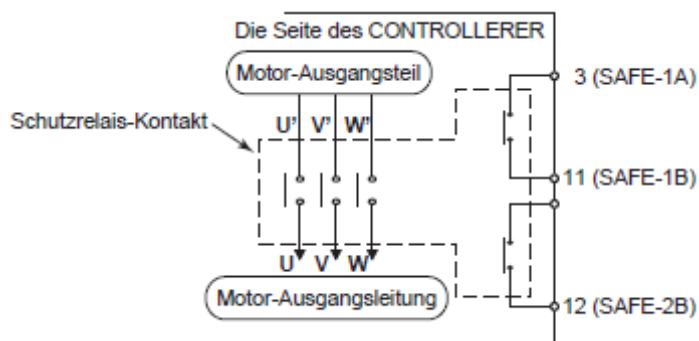 Die Seite des CONTROLLERER
Motor-Ausgangsteil
3 (SAFE-1A)
Schutzrelais-Kontakt
U' V' W'
11 (SAFE-1B)
U V W
Motor-Ausgangsleitung
12 (SAFE-2B)